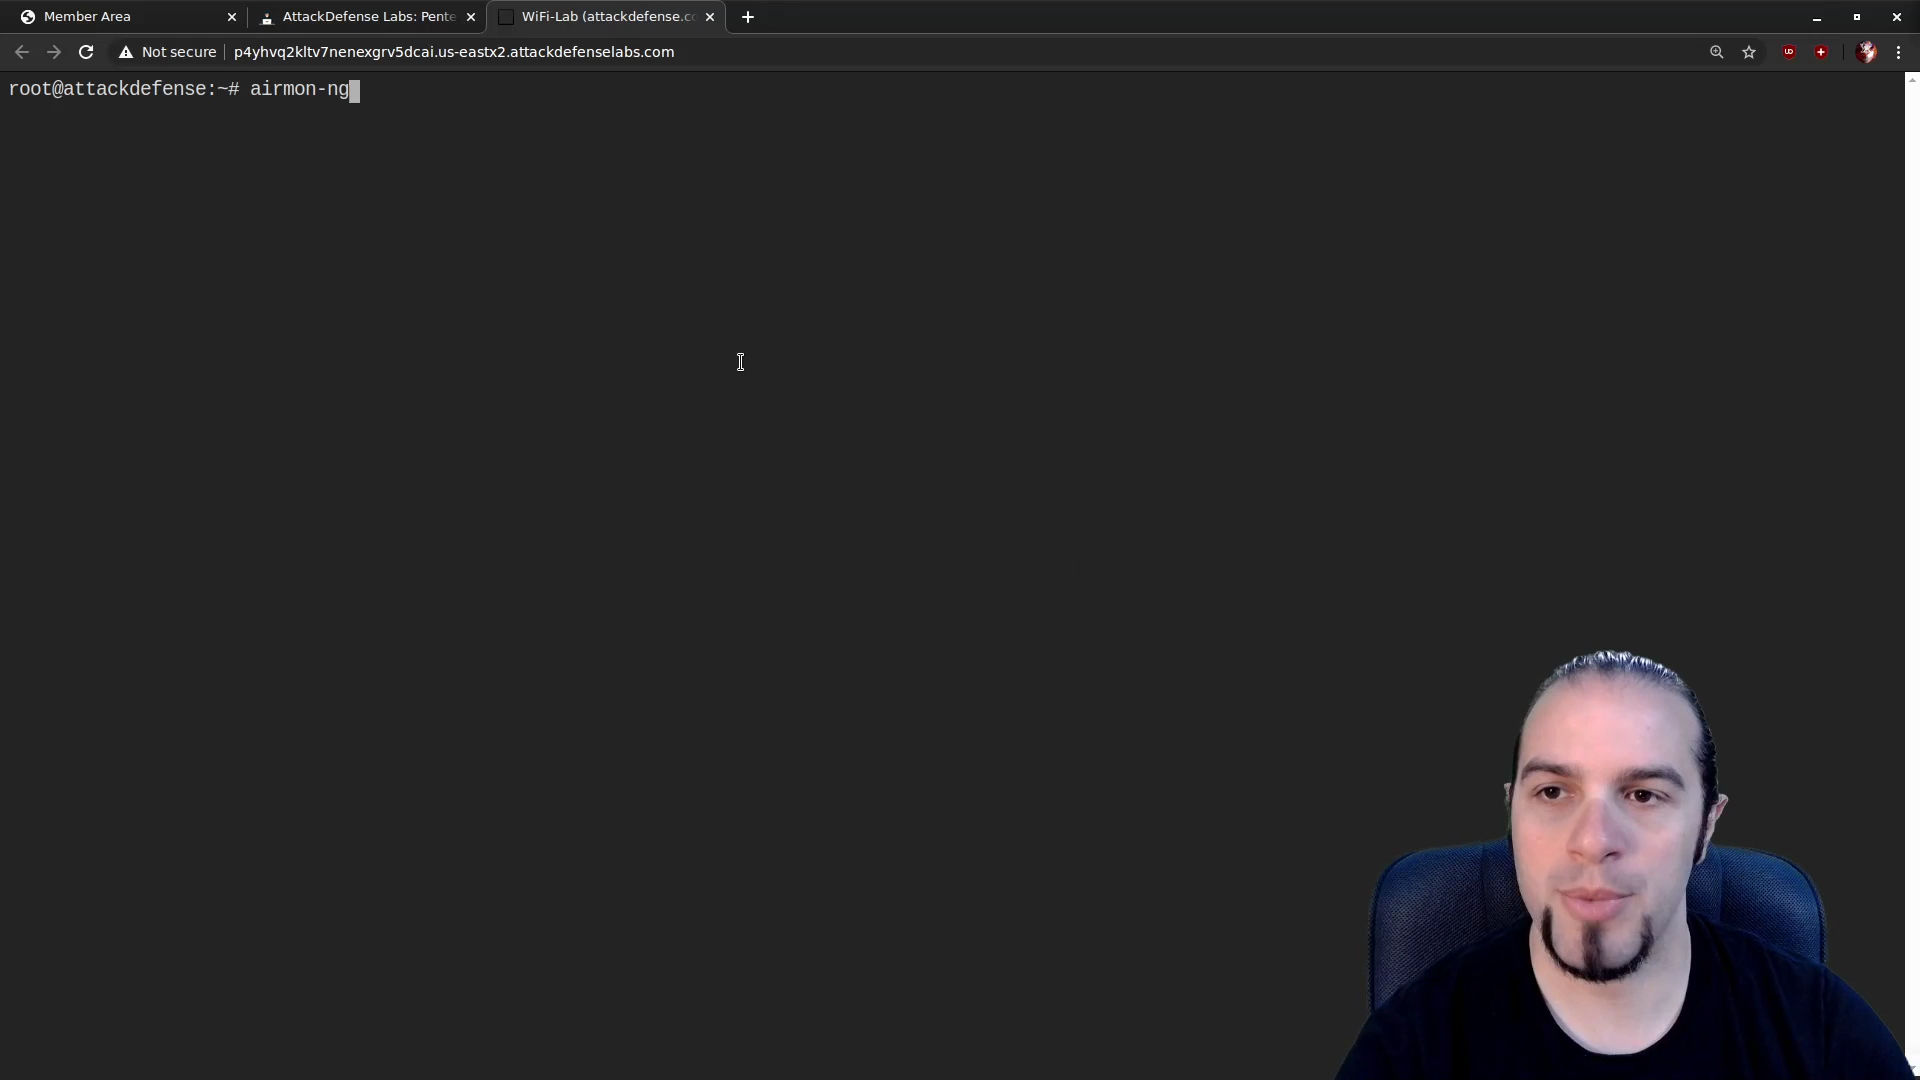 Member Area
AttackDefense Labs: Pente
WiFi-Lab (attackdefense.co
Not secure
p4yhvq2kltv7nenexgrv5dcai.us-eastx2.attackdefenselabs.com
root@attackdefense:~# airmon-ng